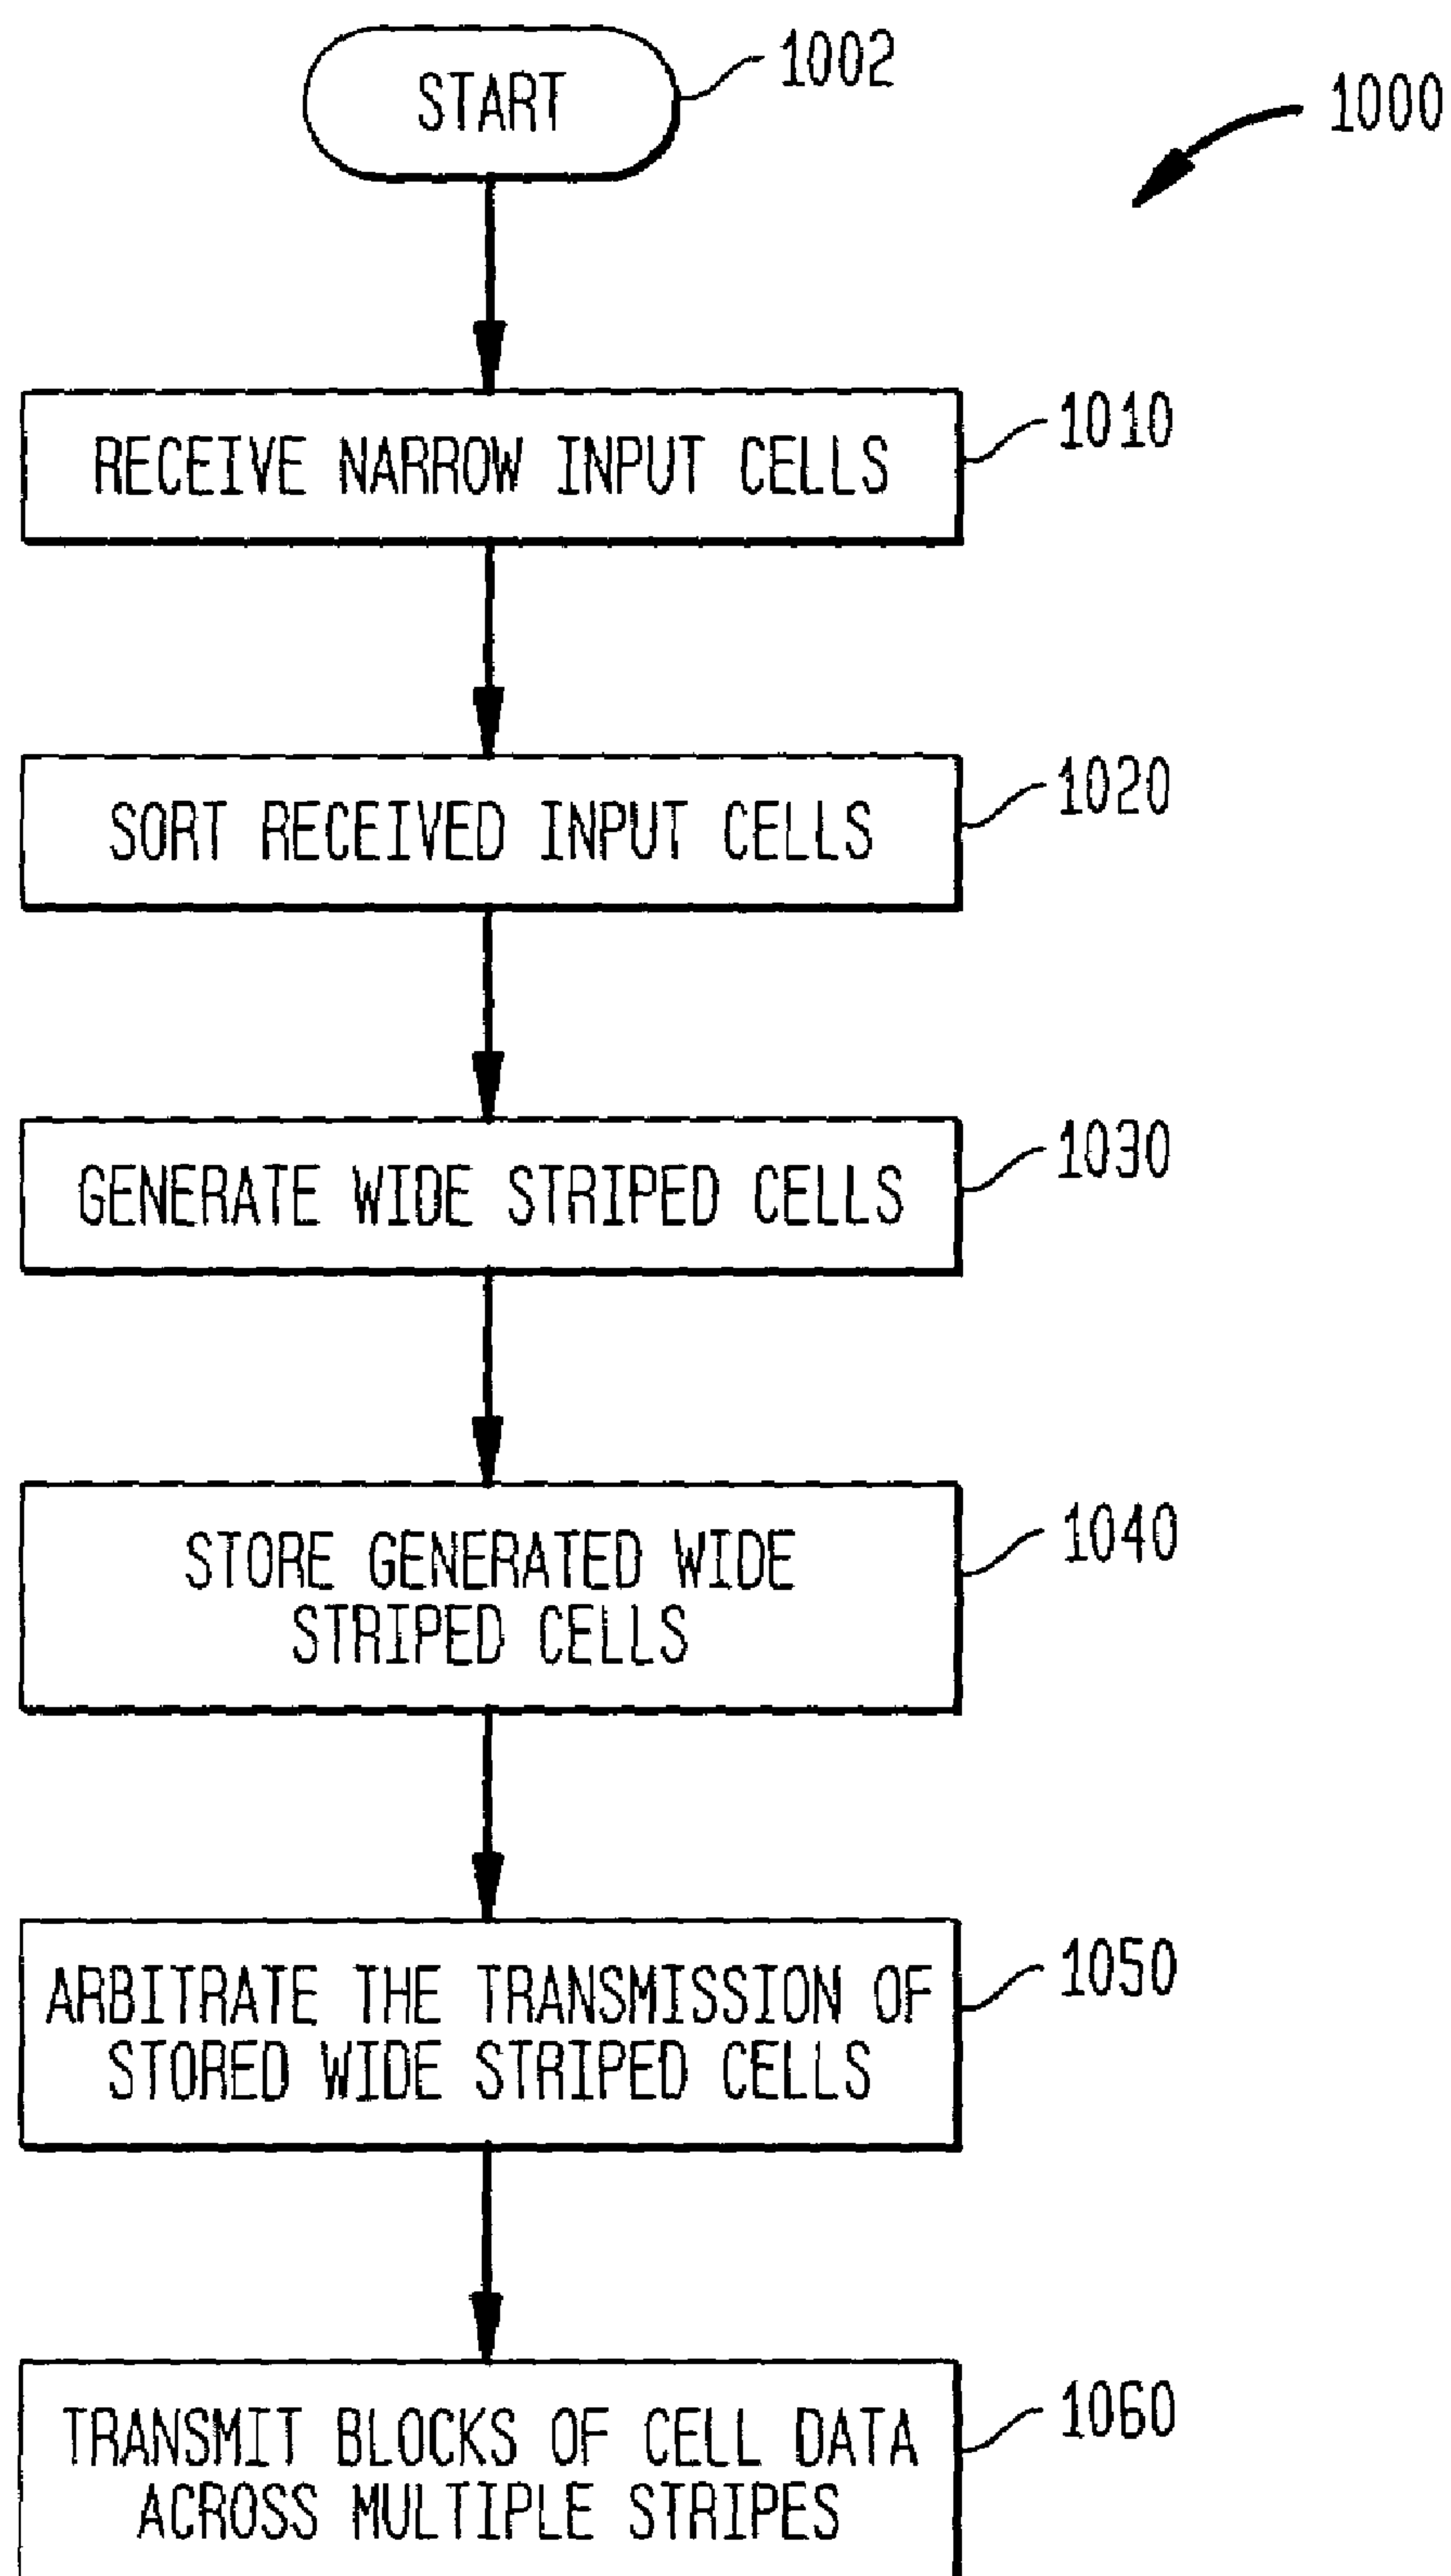 START
1002
1000
RECEIVE NARROW INPUT CELLS
1010
SORT RECEIVED INPUT CELLS
1020
GENERATE WIDE STRIPED CELLS
1030
STORE GENERATED WIDE
STRIPED CELLS
1040
ARBITRATE THE TRANSMISSION OF
STORED WIDE STRIPED CELLS
1050
TRANSMIT BLOCKS OF CELL DATA
ACROSS MULTIPLE STRIPES
1060